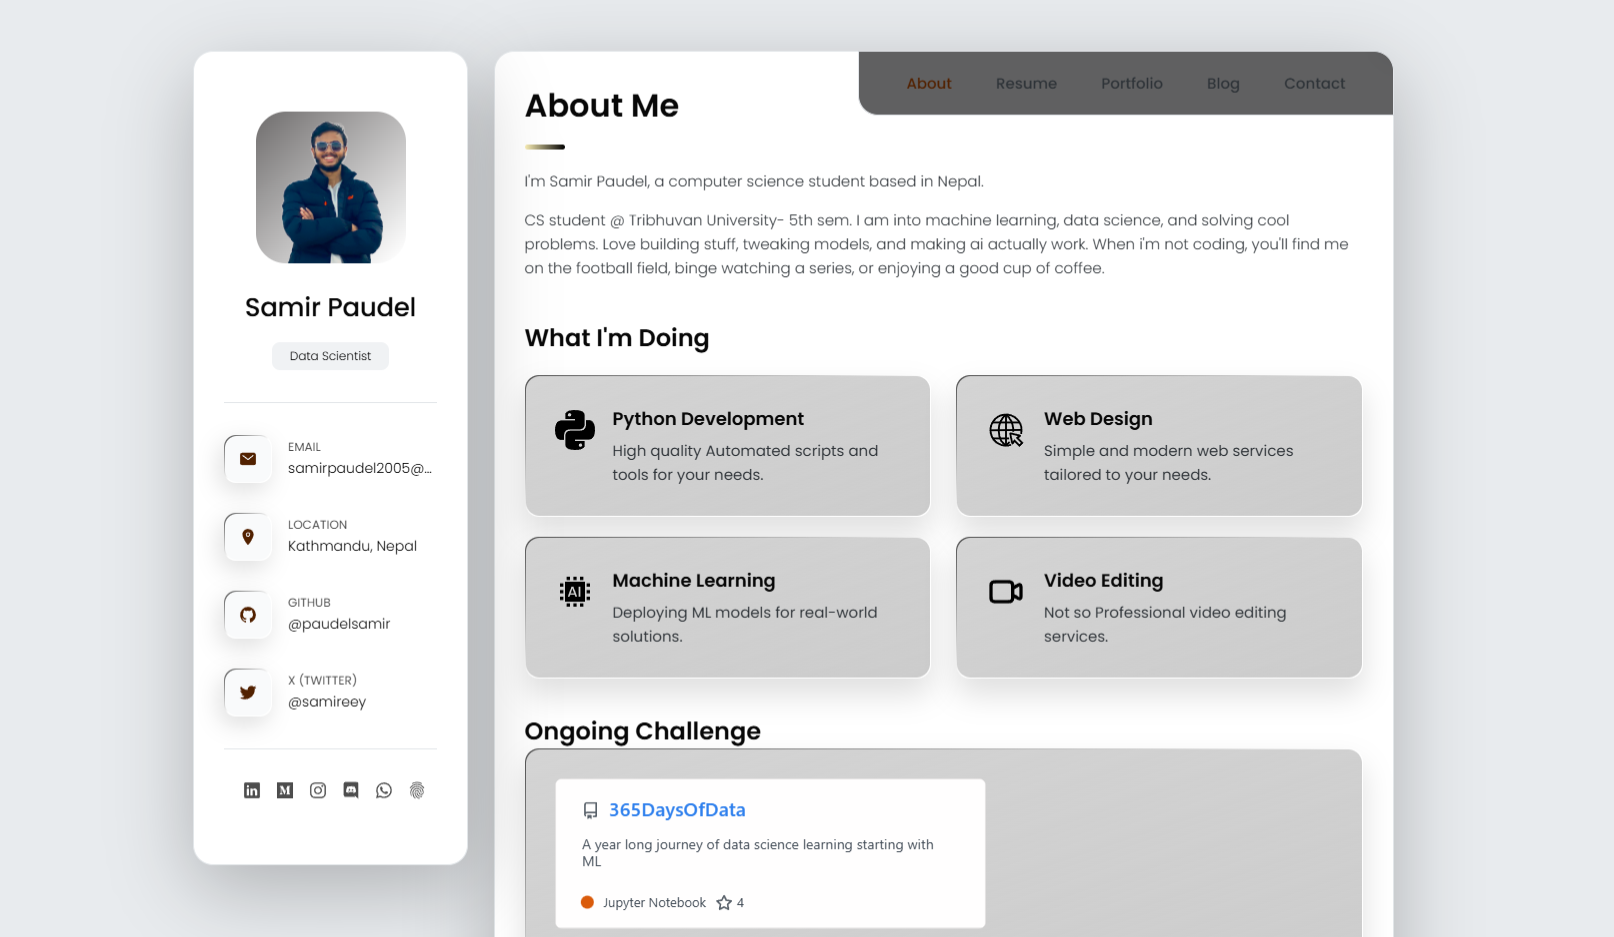 Samir Paudel
Data Scientist
EMAIL
samirpaudel2005@...
LOCATION
Kathmandu, Nepal
GITHUB
@paudelsamir
X (TWITTER)
@samireey
About
Resume
Portfolio
Blog
Contact
About Me
I'm Samir Paudel, a computer science student based in Nepal.
CS student @ Tribhuvan University- 5th sem. I am into machine learning, data science, and solving cool
problems. Love building stuff, tweaking models, and making ai actually work. When i'm not coding, you'll find me
on the football field, binge watching a series, or enjoying a good cup of coffee.
What I'm Doing
Python Development
High quality Automated scripts and
tools for your needs.
Web Design
Simple and modern web services
tailored to your needs.
AI
Machine Learning
Deploying ML models for real-world
solutions.
Video Editing
Not so Professional video editing
services.
Ongoing Challenge
365DaysOfData
A year long journey of data science learning starting with
ML
Jupyter Notebook
4